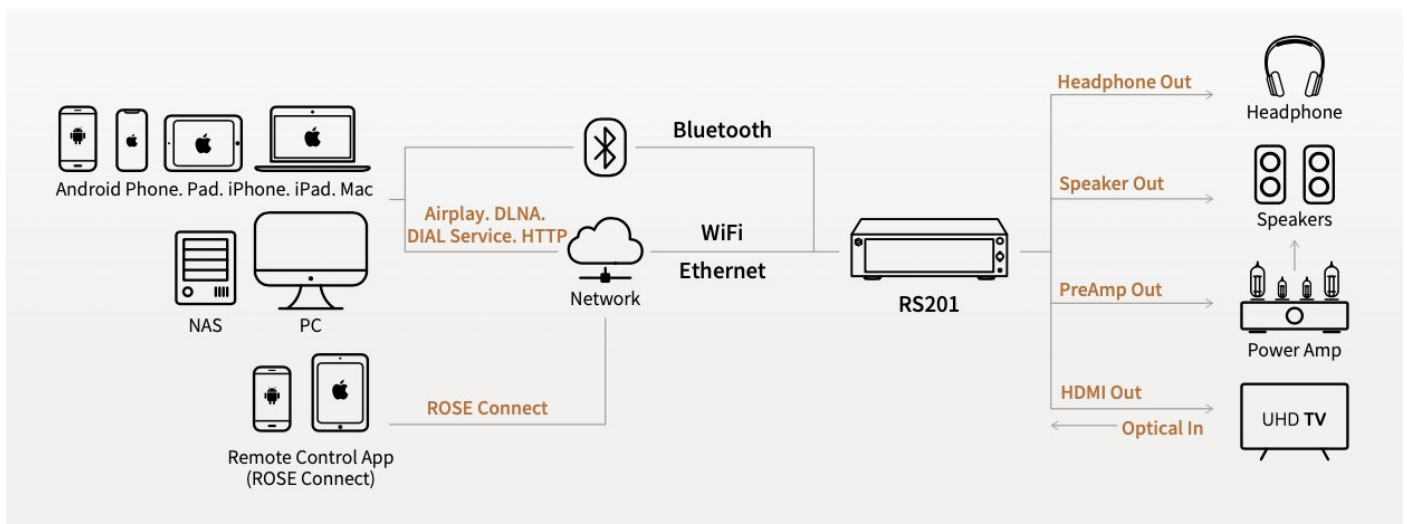 Headphone Out
Headphone
Bluetooth
Android Phone. Pad. iPhone. iPad. Mac
Speaker Out
Speakers
Airplay. DLNA.
DIAL Service. HTTP
WiFi
Ethernet
Network
NAS
PC
RS201
PreAmp Out
Power Amp
HDMI Out
Optical In
UHD TV
ROSE Connect
Remote Control App
(ROSE Connect)